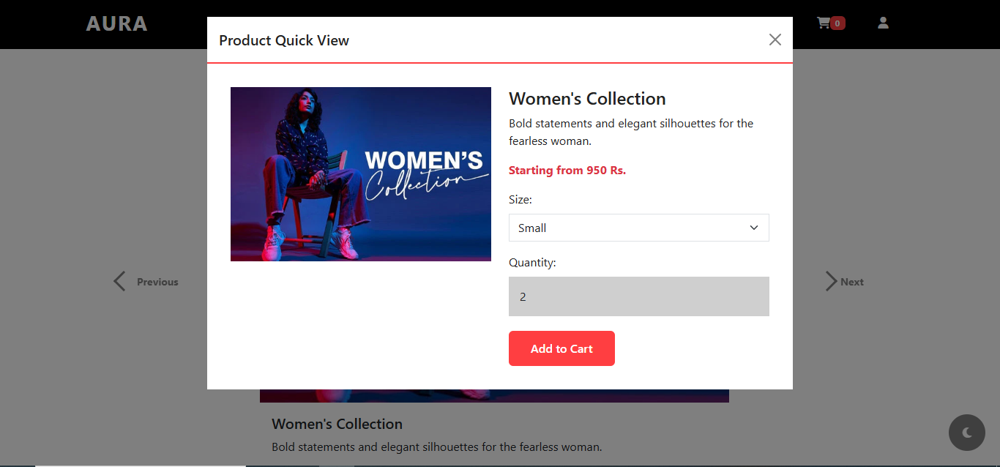 AURA
0
Product Quick View
WOMEN'S
Collection
Women's Collection
Bold statements and elegant silhouettes for the
fearless woman.
Starting from 950 Rs.
Size:
Small
Quantity:
2
Add to Cart
Previous
Next
Women's Collection
Bold statements and elegant silhouettes for the fearless woman.